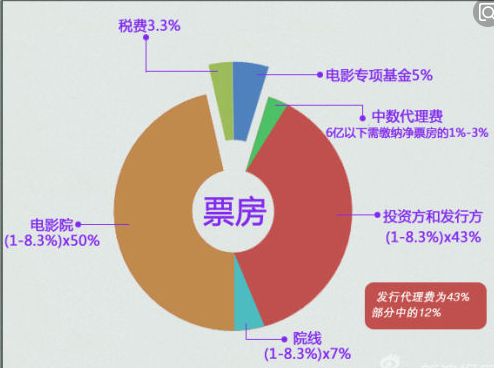 税费3.3%
电影专项基金5%
中数代理费
6亿以下需缴纳净票房的1%-3%
票房
投资方和发行方
(1-8.3%)x43%
电影院
(1-8.3%)x50%
发行代理费为43%
部分中的12%
院线
(1-8.3%)x7%